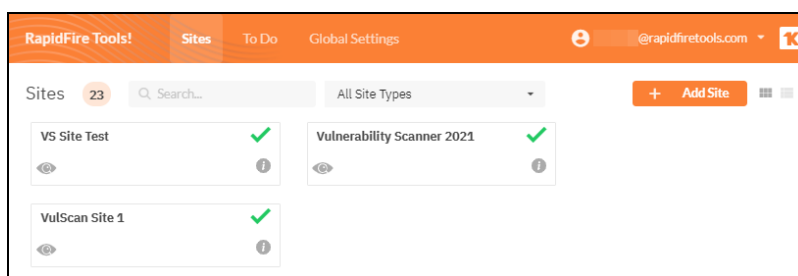 RapidFire Tools! Sites To Do Global Settings @rapidfiretools.com
Sites 23 Search... All Site Types + Add Site
VS Site Test Vulnerability Scanner 2021
VulScan Site 1